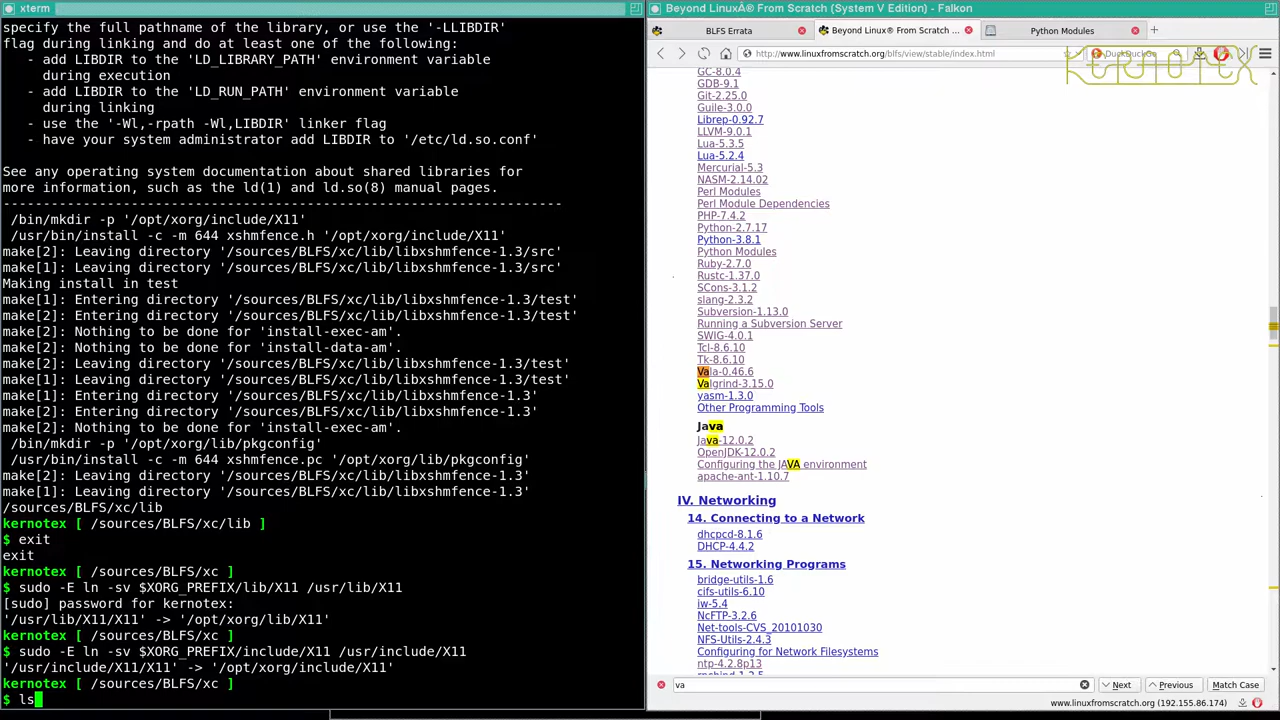 xterm
specify the full pathname of the library, or use the '-LLIBDIR'
flag during linking and do at least one of the following:
- add LIBDIR to the 'LD_LIBRARY_PATH' environment variable
during execution
- add LIBDIR to the 'LD_RUN_PATH' environment variable
during linking
- use the '-Wl,-rpath -Wl,LIBDIR' linker flag
- have your system administrator add LIBDIR to '/etc/ld.so.conf'
See any operating system documentation about shared libraries for
more information, such as the ld(1) and ld.so(8) manual pages.
----------------------------------------------------------------------
/bin/mkdir -p '/opt/xorg/include/X11'
/usr/bin/install -c -m 644 xshmfence.h '/opt/xorg/include/X11'
make[2]: Leaving directory '/sources/BLFS/xc/lib/libxshmfence-1.3/src'
make[1]: Leaving directory '/sources/BLFS/xc/lib/libxshmfence-1.3/src'
Making install in test
make[1]: Entering directory '/sources/BLFS/xc/lib/libxshmfence-1.3/test'
make[2]: Entering directory '/sources/BLFS/xc/lib/libxshmfence-1.3/test'
make[2]: Nothing to be done for 'install-exec-am'.
make[2]: Nothing to be done for 'install-data-am'.
make[2]: Leaving directory '/sources/BLFS/xc/lib/libxshmfence-1.3/test'
make[1]: Leaving directory '/sources/BLFS/xc/lib/libxshmfence-1.3/test'
make[1]: Entering directory '/sources/BLFS/xc/lib/libxshmfence-1.3'
make[2]: Entering directory '/sources/BLFS/xc/lib/libxshmfence-1.3'
make[2]: Nothing to be done for 'install-exec-am'.
/bin/mkdir -p '/opt/xorg/lib/pkgconfig'
/usr/bin/install -c -m 644 xshmfence.pc '/opt/xorg/lib/pkgconfig'
make[2]: Leaving directory '/sources/BLFS/xc/lib/libxshmfence-1.3'
make[1]: Leaving directory '/sources/BLFS/xc/lib/libxshmfence-1.3'
/sources/BLFS/xc/lib
kernotex [ /sources/BLFS/xc/lib ]
$ exit
exit
kernotex [ /sources/BLFS/xc ]
$ sudo -E ln -sv $XORG_PREFIX/lib/X11 /usr/lib/X11
[sudo] password for kernotex:
'/usr/lib/X11/X11' -> '/opt/xorg/lib/X11'
kernotex [ /sources/BLFS/xc ]
$ sudo -E ln -sv $XORG_PREFIX/include/X11 /usr/include/X11
'/usr/include/X11/X11' -> '/opt/xorg/include/X11'
kernotex [ /sources/BLFS/xc ]
$ ls
Beyond LinuxÂ® From Scratch (System V Edition) - Falkon
BLFS Errata
Beyond Linux® From Scratch ...
Python Modules
http://www.linuxfromscratch.org/blfs/view/stable/index.html
DuckDuckGo
KERNOTEX
GC-8.0.4
GDB-9.1
Git-2.25.0
Guile-3.0.0
Librep-0.92.7
LLVM-9.0.1
Lua-5.3.5
Lua-5.2.4
Mercurial-5.3
NASM-2.14.02
Perl Modules
Perl Module Dependencies
PHP-7.4.2
Python-2.7.17
Python-3.8.1
Python Modules
Ruby-2.7.0
Rustc-1.37.0
SCons-3.1.2
slang-2.3.2
Subversion-1.13.0
Running a Subversion Server
SWIG-4.0.1
Tcl-8.6.10
Tk-8.6.10
Vala-0.46.6
Valgrind-3.15.0
yasm-1.3.0
Other Programming Tools
Java
Java-12.0.2
OpenJDK-12.0.2
Configuring the JAVA environment
apache-ant-1.10.7
IV. Networking
14. Connecting to a Network
dhcpcd-8.1.6
DHCP-4.4.2
15. Networking Programs
bridge-utils-1.6
cifs-utils-6.10
iw-5.4
NcFTP-3.2.6
Net-tools-CVS_20101030
NFS-Utils-2.4.3
Configuring for Network Filesystems
ntp-4.2.8p13
rpcbind-1.2.5
va
Next
Previous
Match Case
www.linuxfromscratch.org (192.155.86.174)